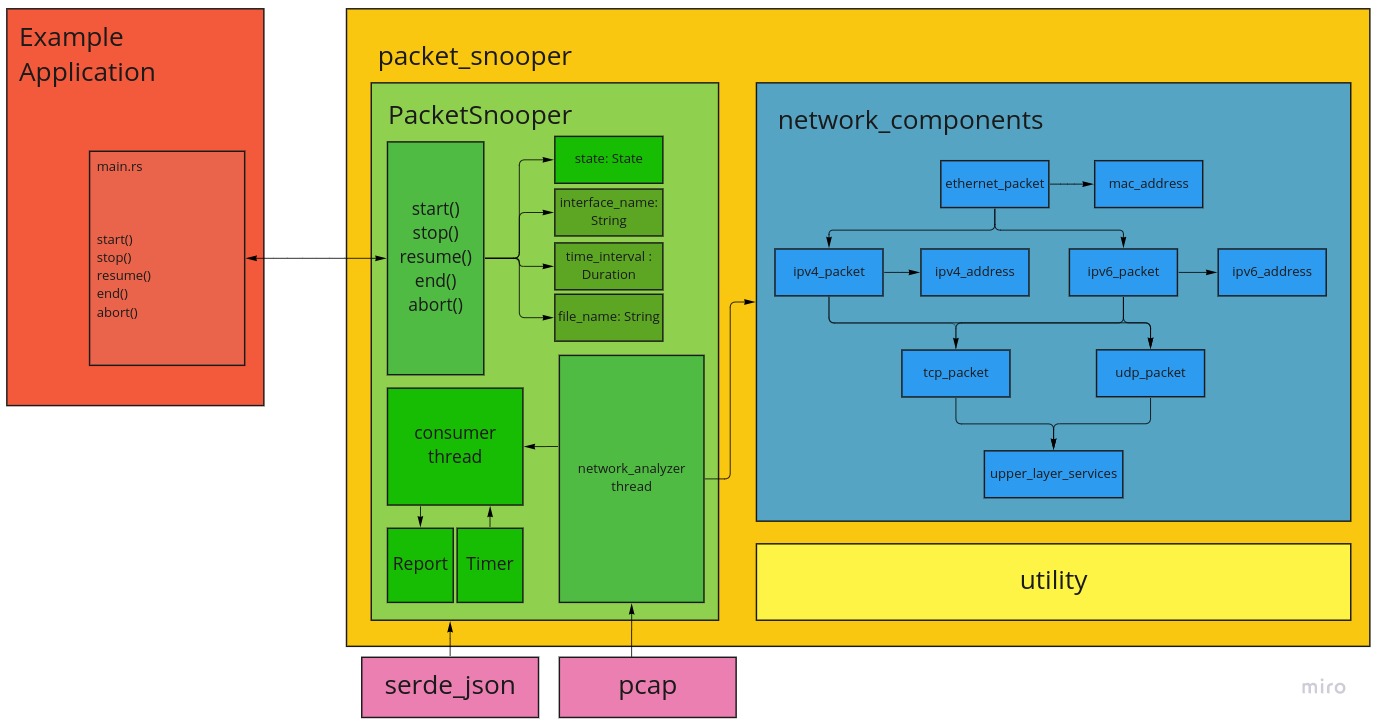 Example
Application
main.rs
start()
stop()
resume()
end()
abort()
packet_snooper
PacketSnooper
start()
stop()
resume()
end()
abort()
state: State
interface_name:
String
time_interval :
Duration
file_name: String
consumer
thread
network_analyzer
thread
Report
Timer
network_components
ethernet_packet
mac_address
ipv4_packet
ipv4_address
ipv6_packet
ipv6_address
tcp_packet
udp_packet
upper_layer_services
utility
serde_json
pcap
miro